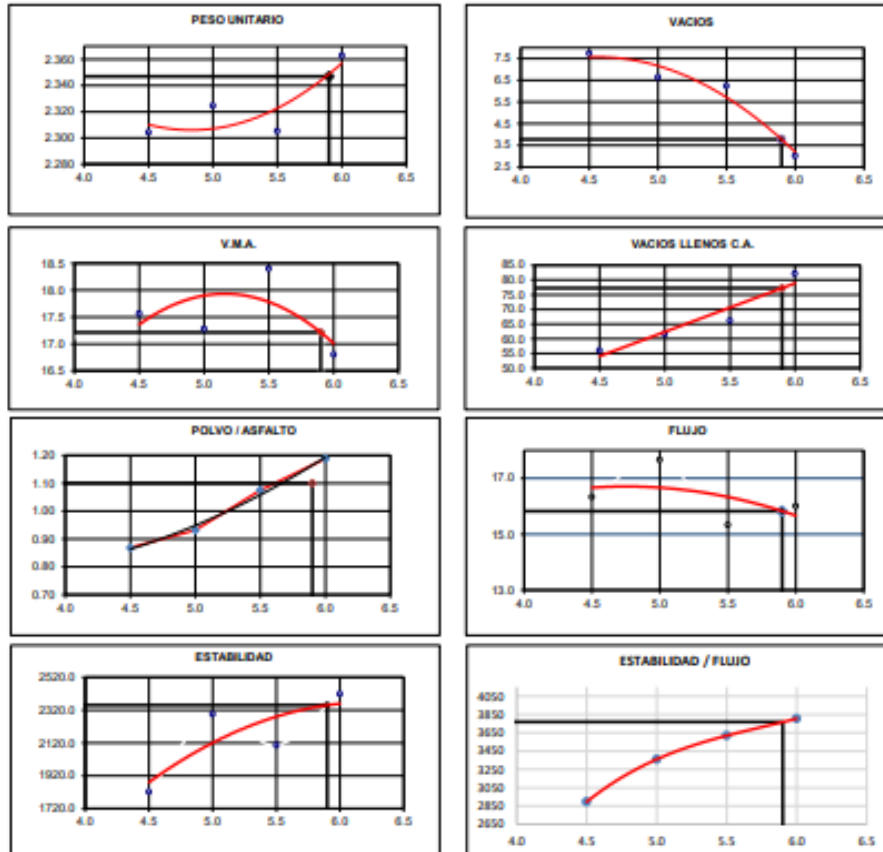 PESO UNITARIO
2.360
2.340
2.320
2.300
2.280
4.0 4.5 5.0 5.5 6.0 6.5
VACIOS
7.5
6.5
5.5
4.5
3.5
2.5
4.0 4.5 5.0 5.5 6.0 6.5
V.M.A.
18.5
18.0
17.5
17.0
16.5
4.0 4.5 5.0 5.5 6.0 6.5
VACIOS LLENOS C.A.
85.0
80.0
75.0
70.0
65.0
60.0
55.0
50.0
4.0 4.5 5.0 5.5 6.0 6.5
POLVO / ASFALTO
1.20
1.10
1.00
0.90
0.80
0.70
4.0 4.5 5.0 5.5 6.0 6.5
FLUJO
17.0
15.0
13.0
4.0 4.5 5.0 5.5 6.0 6.5
ESTABILIDAD
2520.0
2320.0
2120.0
1920.0
1720.0
4.0 4.5 5.0 5.5 6.0 6.5
ESTABILIDAD / FLUJO
4050
3850
3650
3450
3250
3050
2850
2650
4.0 4.5 5.0 5.5 6.0 6.5